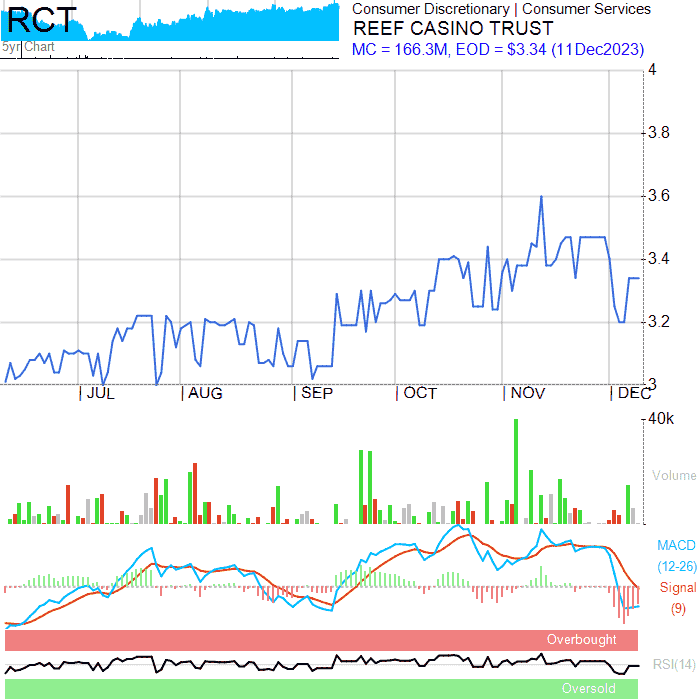 RCT
5yr Chart
Consumer Discretionary | Consumer Services
REEF CASINO TRUST
MC = 166.3M, EOD = $3.34 (11Dec2023)
4
3.8
3.6
3.4
3.2
3
JUL
AUG
SEP
OCT
NOV
DEC
40k
Volume
MACD
(12-26)
Signal
(9)
Overbought
RSI(14)
Oversold